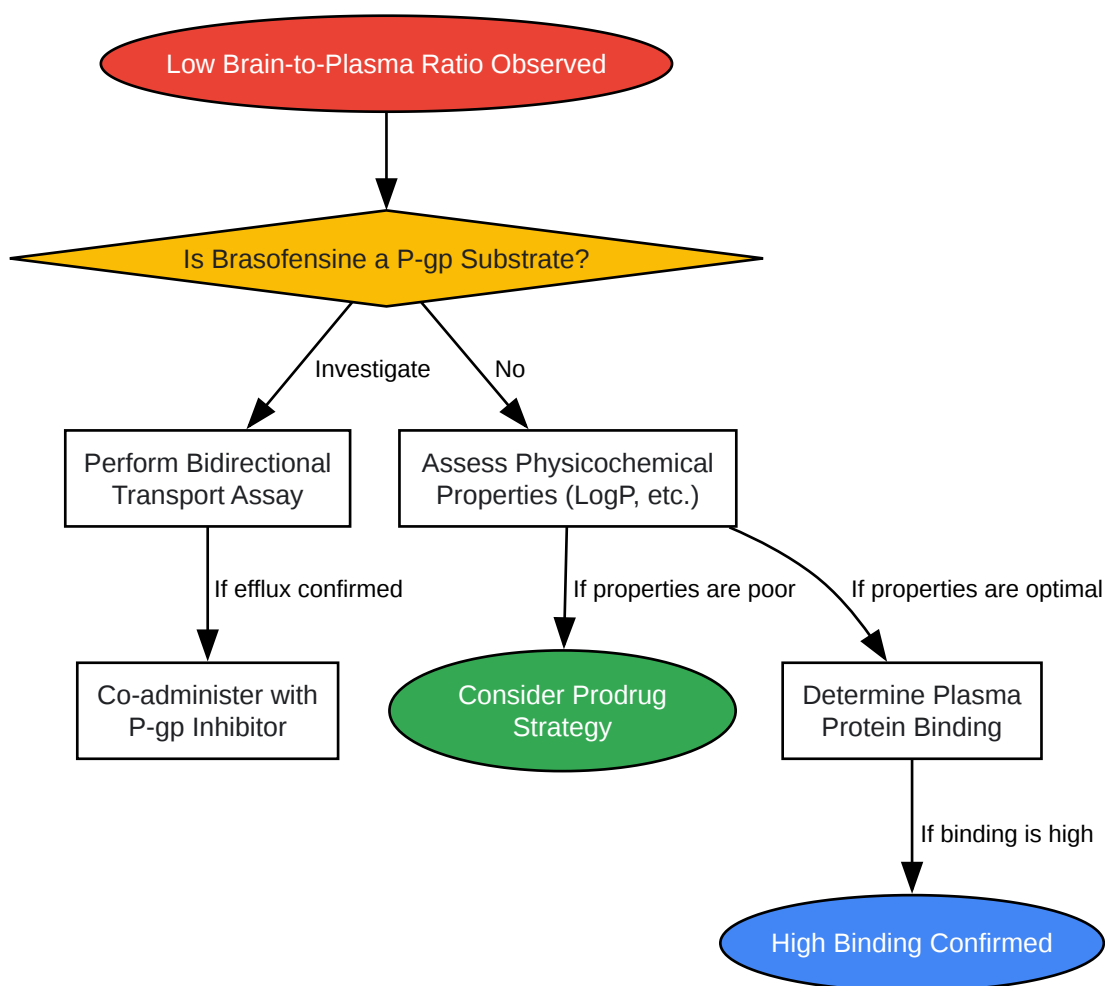 Low Brain-to-Plasma Ratio Observed
Is Brasofensine a P-gp Substrate?
Investigate
No
Perform Bidirectional
Transport Assay
Assess Physicochemical
Properties (LogP, etc.)
If efflux confirmed
If properties are poor
If properties are optimal
Co-administer with
P-gp Inhibitor
Consider Prodrug
Strategy
Determine Plasma
Protein Binding
If binding is high
High Binding Confirmed